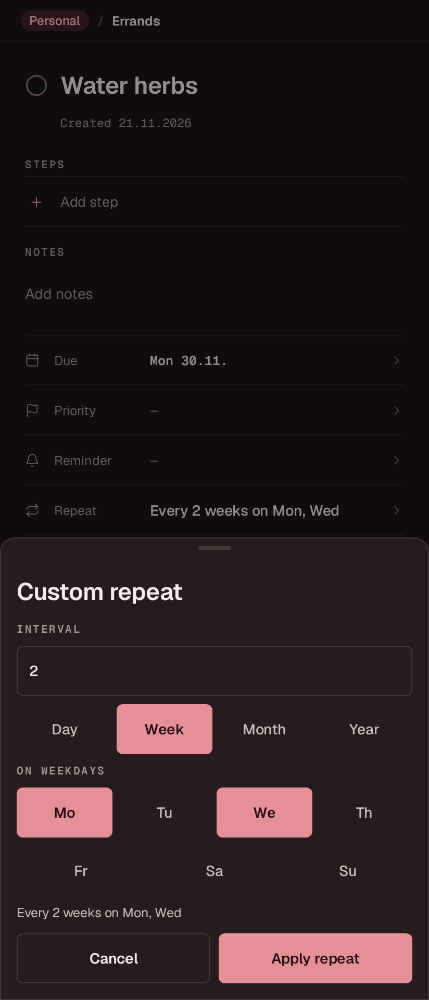 Personal / Errands
Water herbs
Created 21.11.2026
STEPS
+ Add step
NOTES
Add notes
Due Mon 30.11.
Priority –
Reminder –
Repeat Every 2 weeks on Mon, Wed
Custom repeat
INTERVAL
2
Day Week Month Year
ON WEEKDAYS
Mo Tu We Th
Fr Sa Su
Every 2 weeks on Mon, Wed
Cancel Apply repeat